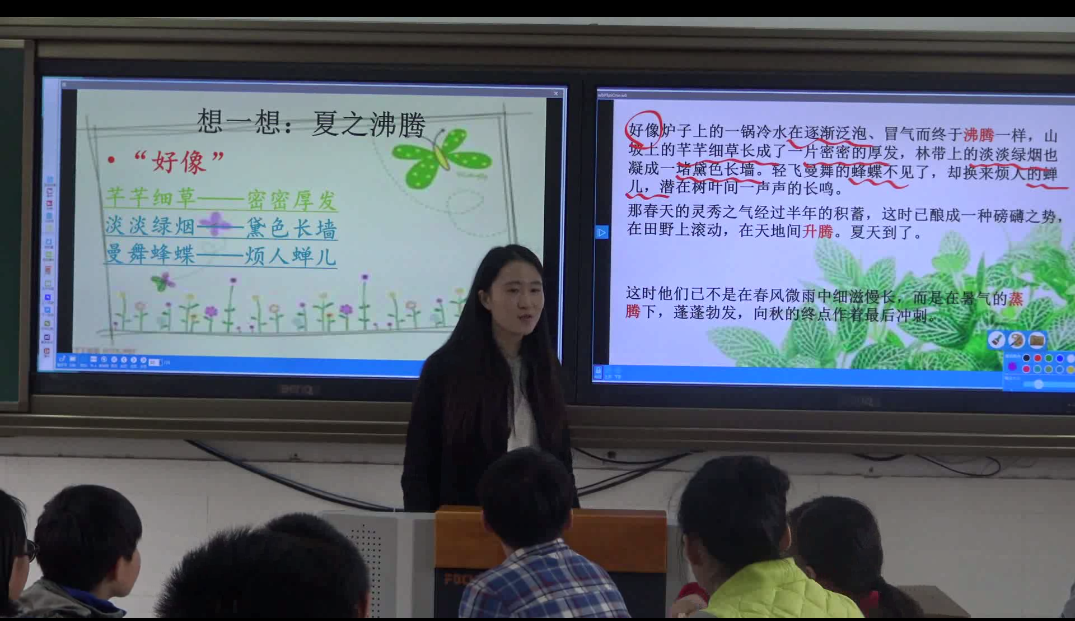 想一想：夏之沸腾
• “好像”
芊芊细草——密密厚发
淡淡绿烟——黛色长墙
曼舞蜂蝶——烦人蝉儿
好像炉子上的一锅冷水在逐渐泛泡、冒气而终于沸腾一样，山
坡上的芊芊细草长成了一片密密的厚发，林带上的淡淡绿烟也
凝成一堵黛色长墙。轻飞曼舞的蜂蝶不见了，却换来烦人的蝉
儿，潜在树叶间一声声的长鸣。
那春天的灵秀之气经过半年的积蓄，这时已酿成一种磅礴之势，
在田野上滚动，在天地间升腾。夏天到了。
这时他们已不是在春风微雨中细滋慢长，而是在暑气的蒸
腾下，蓬蓬勃发，向秋的终点作着最后冲刺。